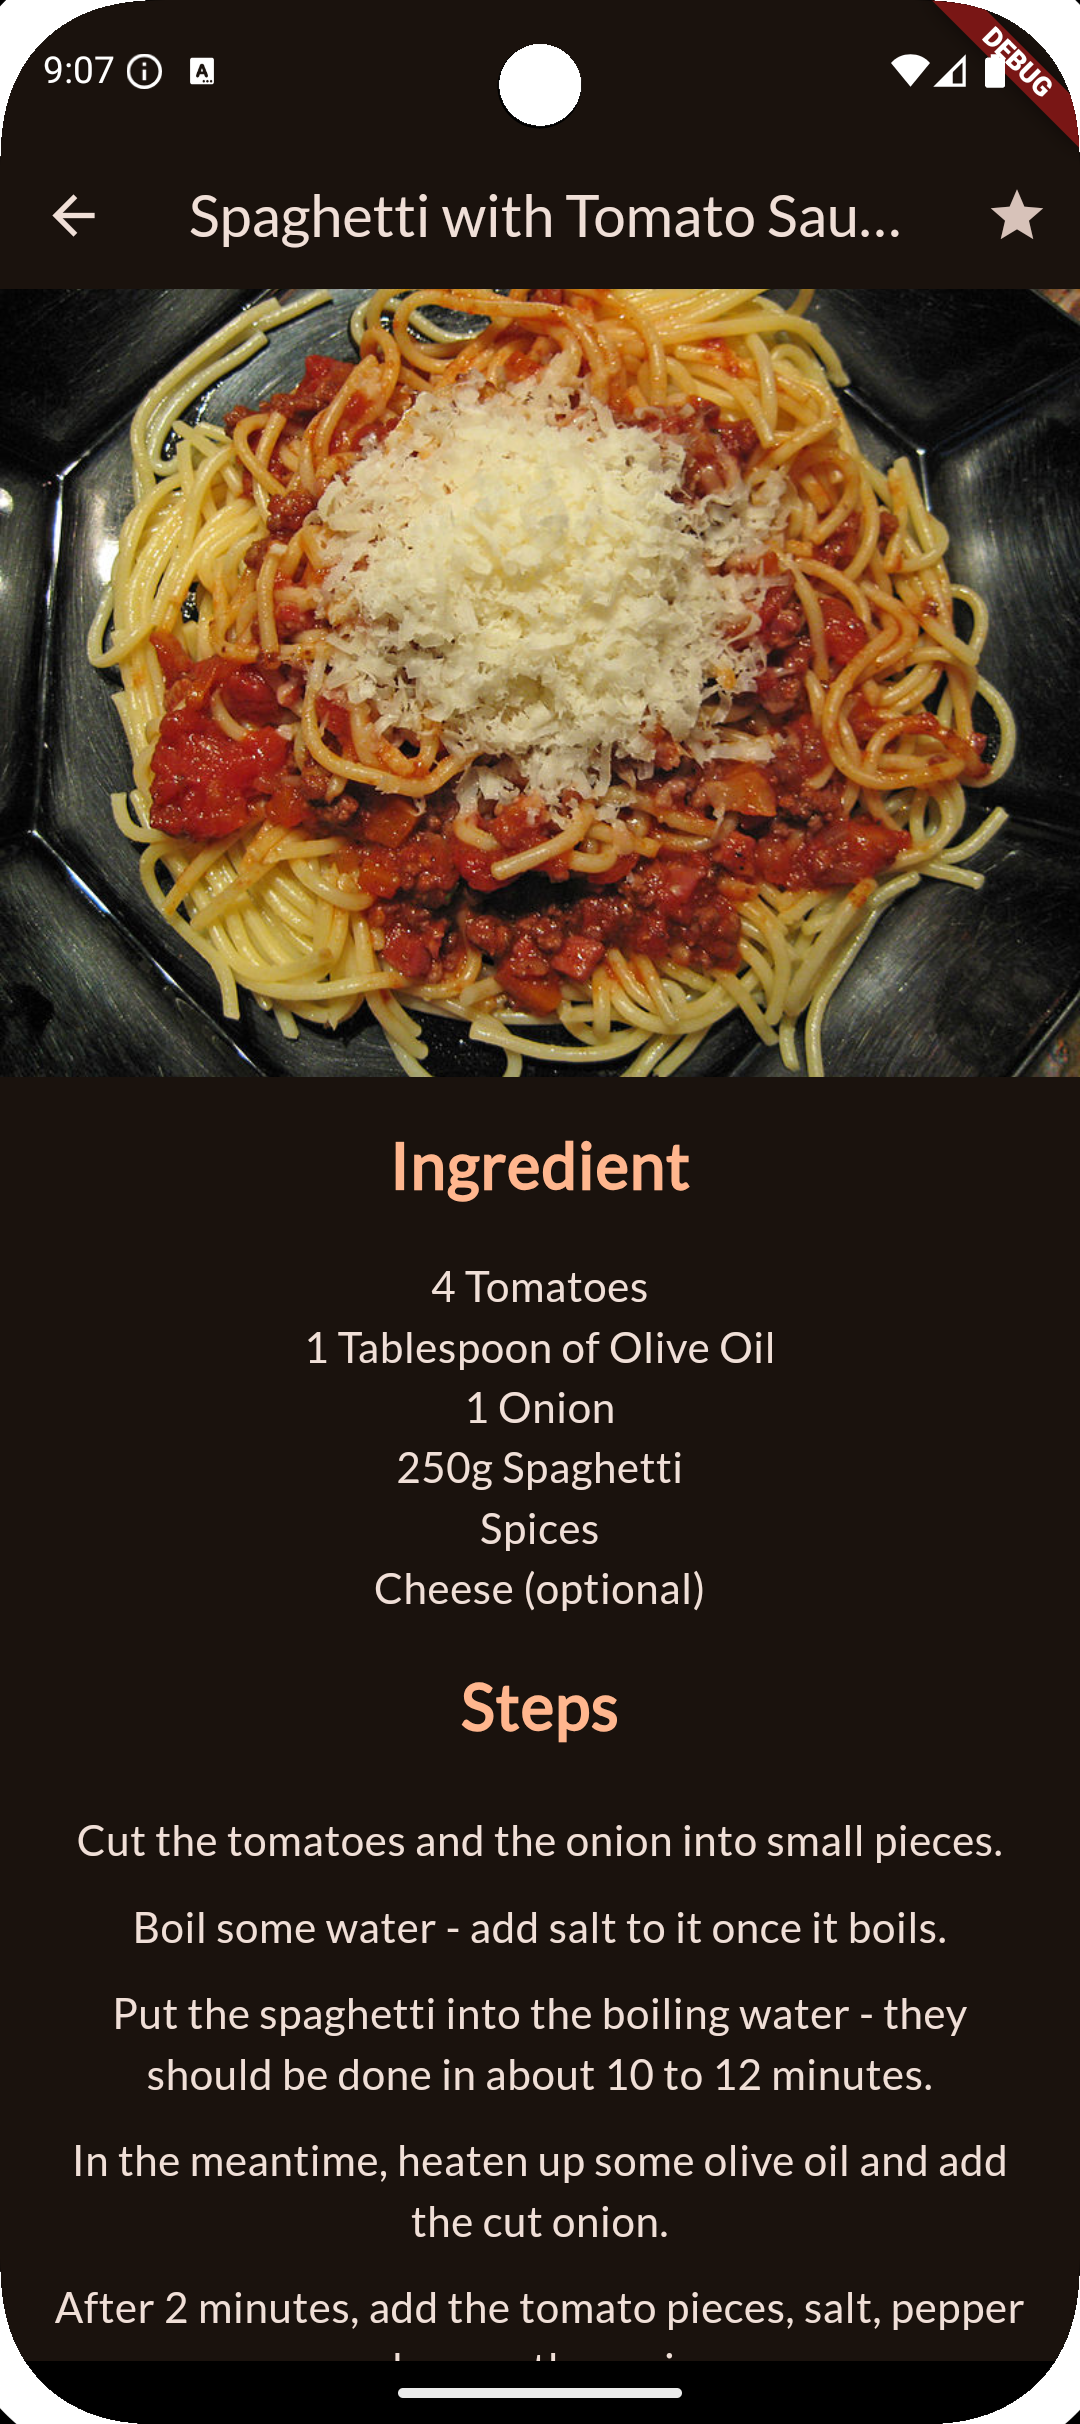 9:07
DEBUG
Spaghetti with Tomato Sau...
Ingredient
4 Tomatoes
1 Tablespoon of Olive Oil
1 Onion
250g Spaghetti
Spices
Cheese (optional)
Steps
Cut the tomatoes and the onion into small pieces.
Boil some water - add salt to it once it boils.
Put the spaghetti into the boiling water - they
should be done in about 10 to 12 minutes.
In the meantime, heaten up some olive oil and add
the cut onion.
After 2 minutes, add the tomato pieces, salt, pepper